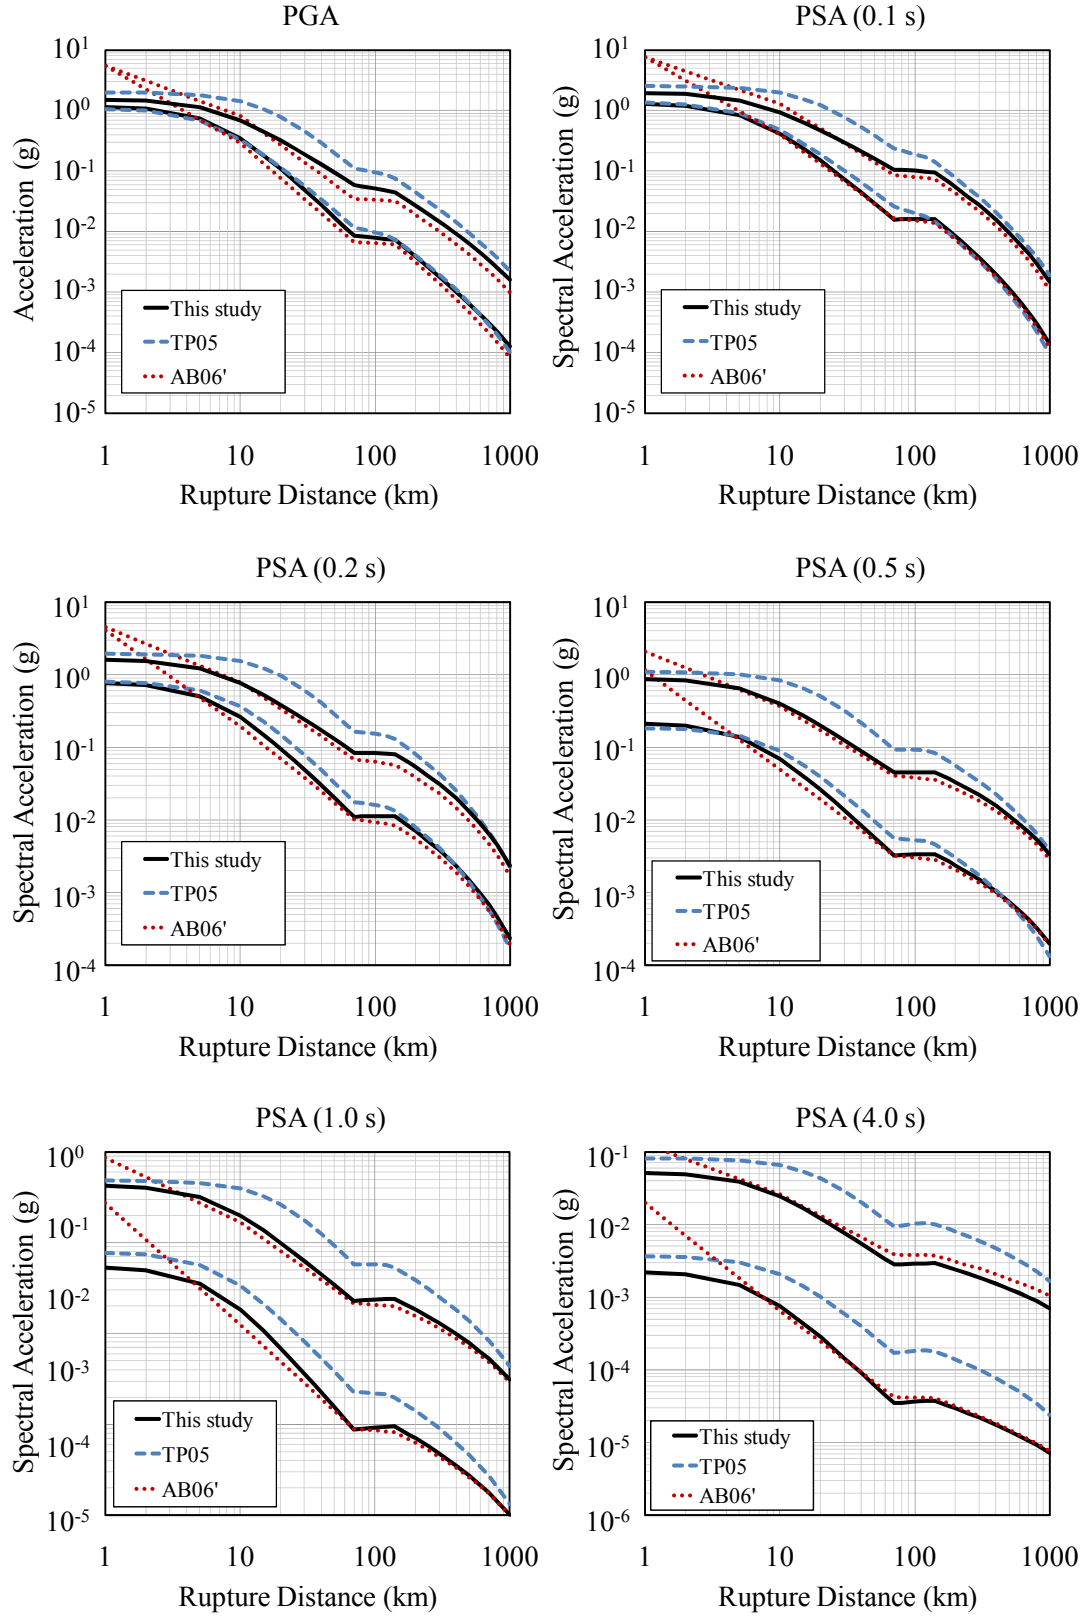 PGA
Acceleration (g)
10^1
10^0
10^-1
10^-2
10^-3
10^-4
10^-5
This study
TP05
AB06'
1 10 100 1000
Rupture Distance (km)
PSA (0.1 s)
Spectral Acceleration (g)
10^1
10^0
10^-1
10^-2
10^-3
10^-4
10^-5
This study
TP05
AB06'
1 10 100 1000
Rupture Distance (km)
PSA (0.2 s)
Spectral Acceleration (g)
10^1
10^0
10^-1
10^-2
10^-3
10^-4
This study
TP05
AB06'
1 10 100 1000
Rupture Distance (km)
PSA (0.5 s)
Spectral Acceleration (g)
10^1
10^0
10^-1
10^-2
10^-3
10^-4
This study
TP05
AB06'
1 10 100 1000
Rupture Distance (km)
PSA (1.0 s)
Spectral Acceleration (g)
10^0
10^-1
10^-2
10^-3
10^-4
10^-5
This study
TP05
AB06'
1 10 100 1000
Rupture Distance (km)
PSA (4.0 s)
Spectral Acceleration (g)
10^-1
10^-2
10^-3
10^-4
10^-5
10^-6
This study
TP05
AB06'
1 10 100 1000
Rupture Distance (km)